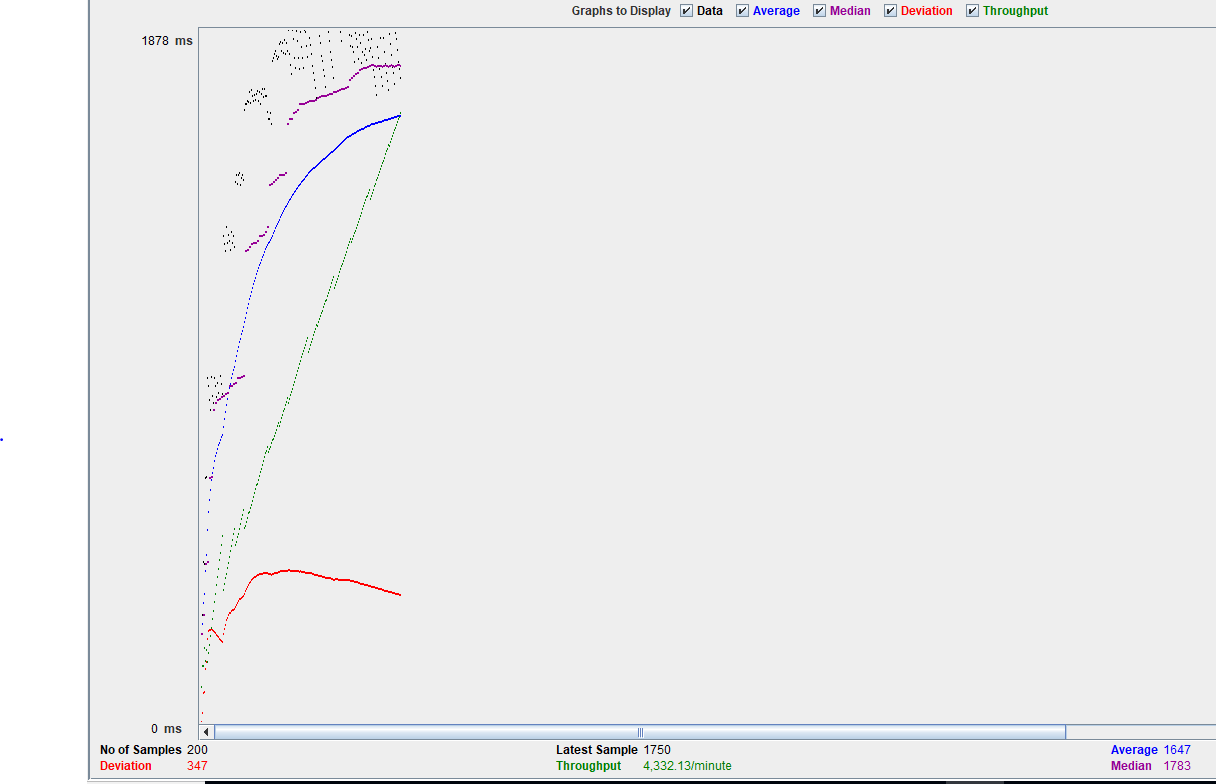 Graphs to Display Data Average Median Deviation Throughput
1878 ms
0 ms
No of Samples 200 Latest Sample 1750 Average 1647
Deviation 347 Throughput 4,332.13/minute Median 1783